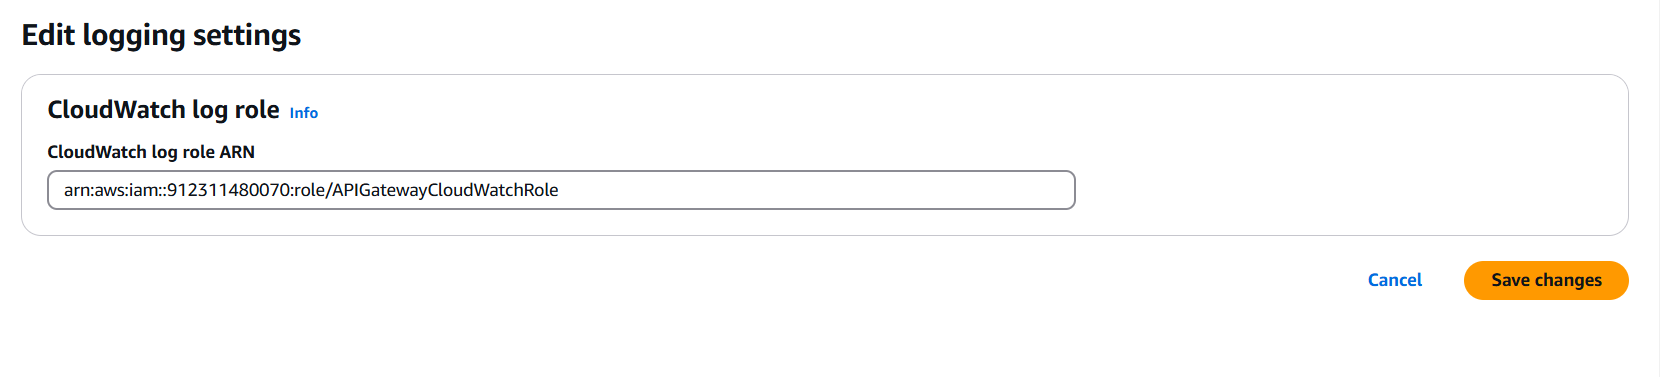 Edit logging settings
CloudWatch log role Info
CloudWatch log role ARN
arn:aws:iam::912311480070:role/APIGatewayCloudWatchRole
Cancel Save changes